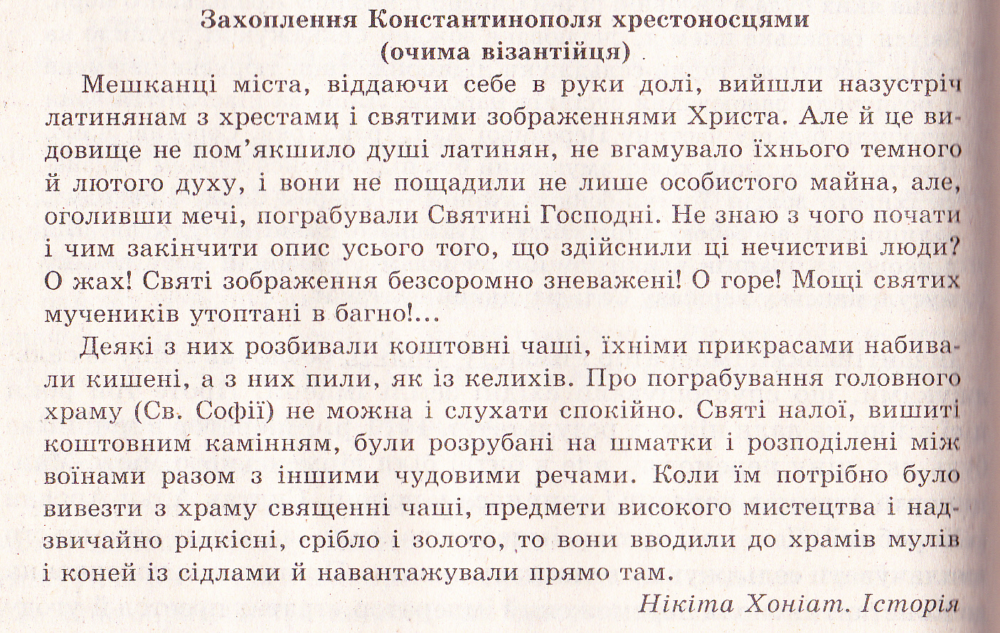 Захоплення Константинополя хрестоносцями
(очима візантійця)
Мешканці міста, віддаючи себе в руки долі, вийшли назустріч
латинянам з хрестами і святими зображеннями Христа. Але й це ви-
довище не пом’якшило душі латинян, не вгамувало їхнього темного
й лютого духу, і вони не пощадили не лише особистого майна, але,
оголивши мечі, пограбували Святині Господні. Не знаю з чого почати
і чим закінчити опис усього того, що здійснили ці нечистиві люди?
О жах! Святі зображення безсоромно зневажені! О горе! Мощі святих
мучеників утоптані в багно!...
Деякі з них розбивали коштовні чаші, їхніми прикрасами набива-
ли кишені, а з них пили, як із келихів. Про пограбування головного
храму (Св. Софії) не можна і слухати спокійно. Святі налої, вишиті
коштовним камінням, були розрубані на шматки і розподілені між
воїнами разом з іншими чудовими речами. Коли їм потрібно було
вивезти з храму священні чаші, предмети високого мистецтва і над-
звичайно рідкісні, срібло і золото, то вони вводили до храмів мулів
і коней із сідлами й навантажували прямо там.
Нікіта Хоніат. Історія